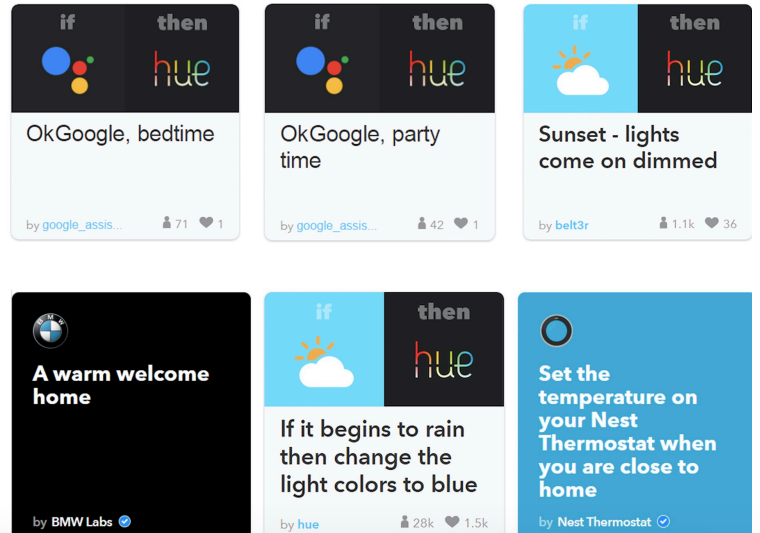 if then
hue
OkGoogle, bedtime
by google_assis... 71 1
if then
hue
OkGoogle, party
time
by google_assis... 42 1
if then
hue
Sunset - lights
come on dimmed
by belt3r 1.1k 36
BMW
A warm welcome
home
by BMW Labs
if then
hue
If it begins to rain
then change the
light colors to blue
by hue 28k 1.5k
Set the
temperature on
your Nest
Thermostat when
you are close to
home
by Nest Thermostat